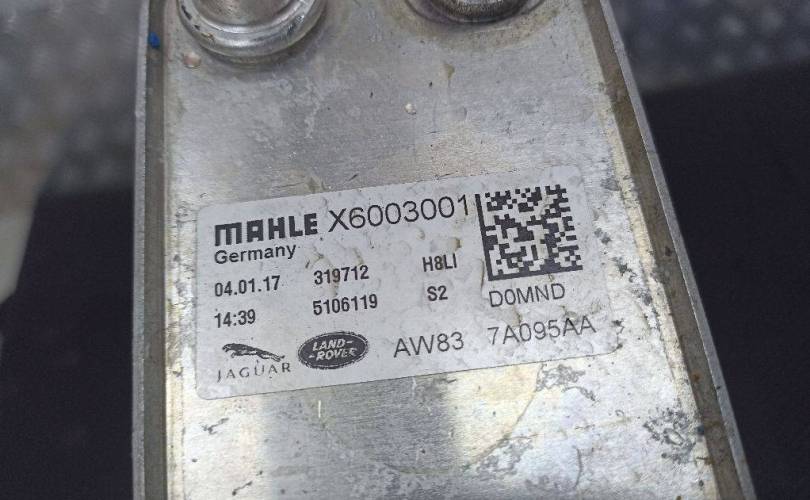 MAHLE X6003001
Germany
04.01.17 319712 H8LI
14:39 5106119 S2 D0MND
JAGUAR LAND-ROVER AW83 7A095AA